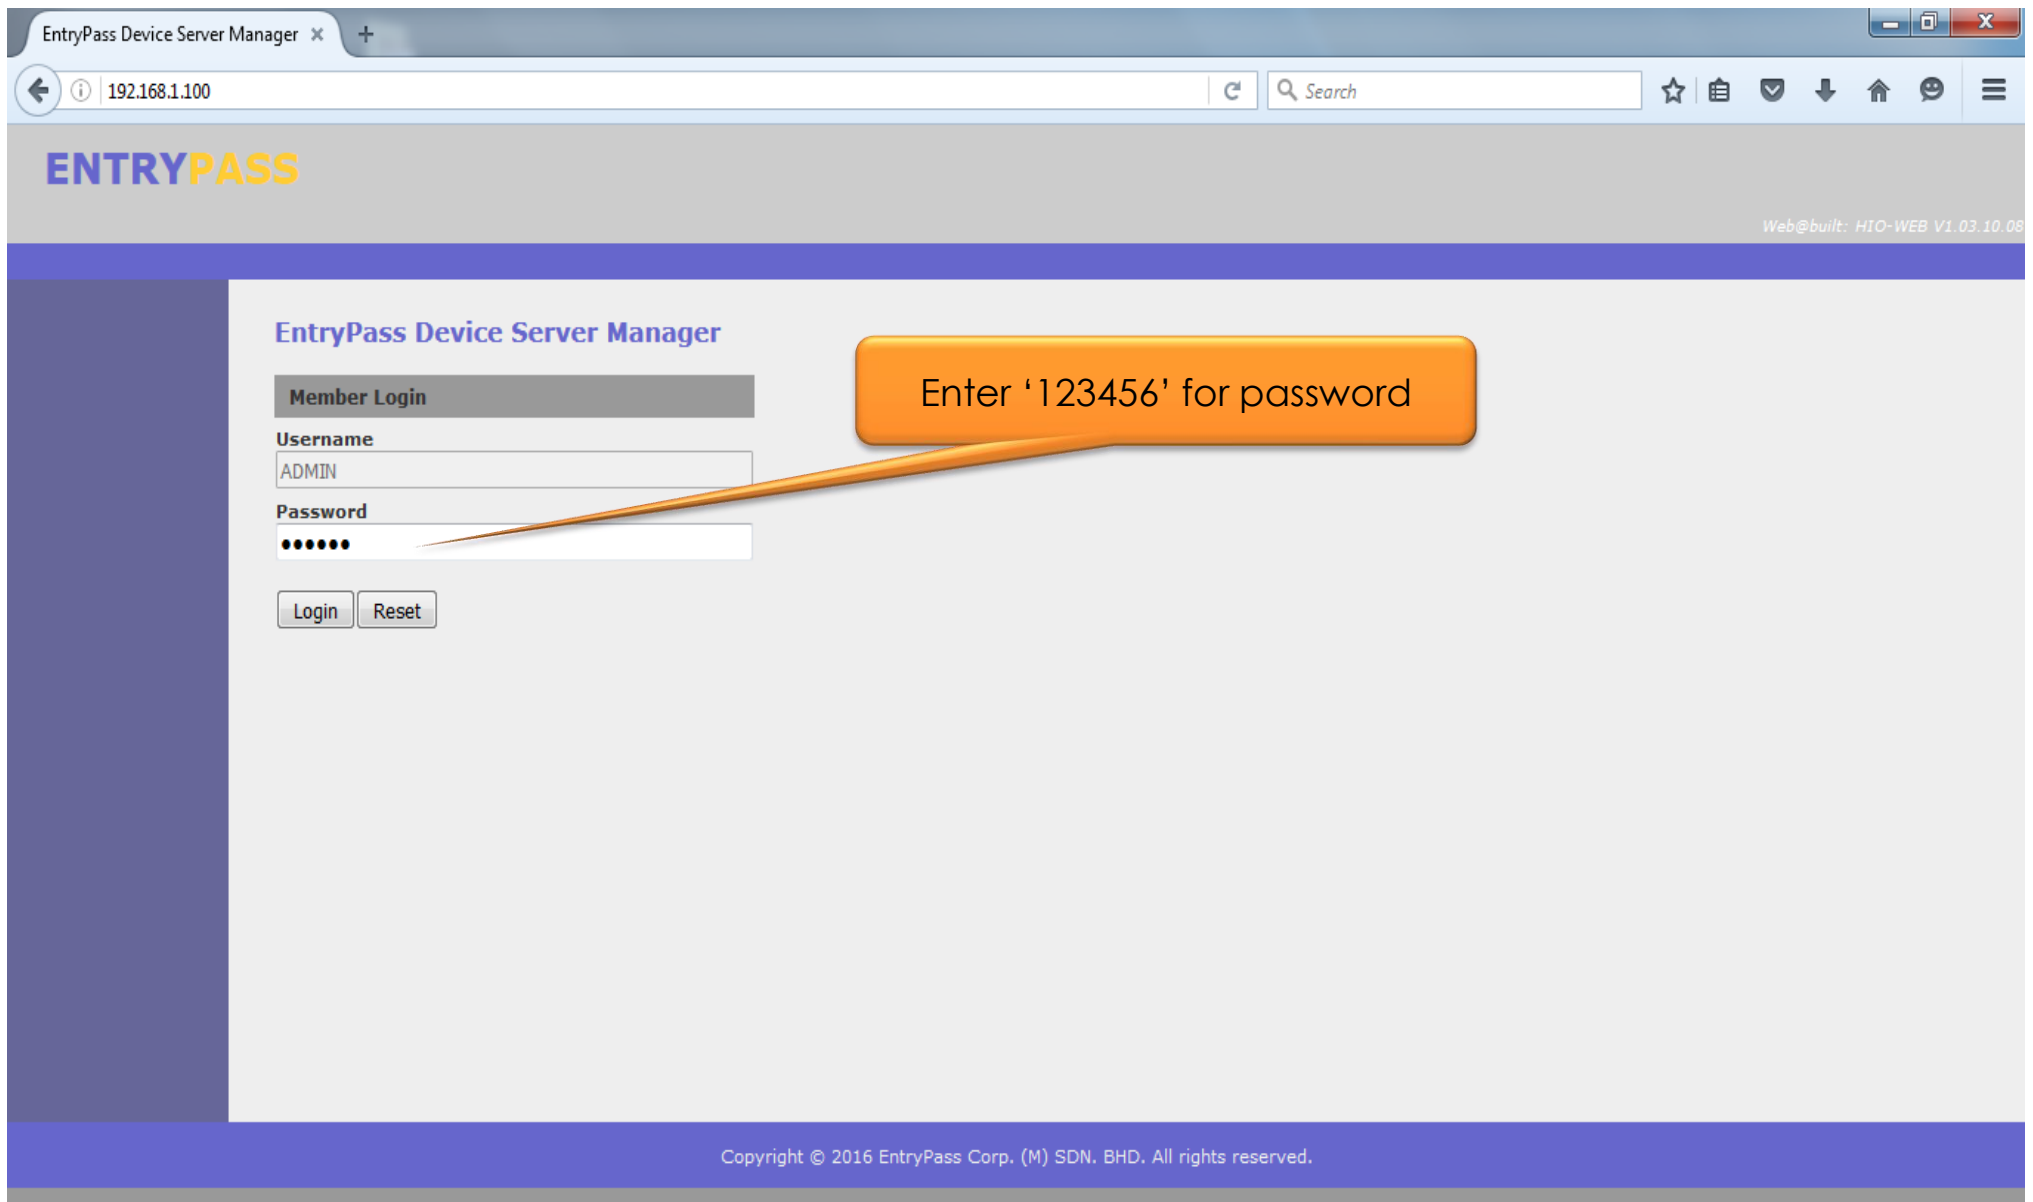 EntryPass Device Server Manager
192.168.1.100
Search
ENTRYPASS
Web@built: HIO-WEB V1.03.10.08
EntryPass Device Server Manager
Enter ‘123456’ for password
Member Login
Username
ADMIN
Password
••••••
Login Reset
Copyright © 2016 EntryPass Corp. (M) SDN. BHD. All rights reserved.